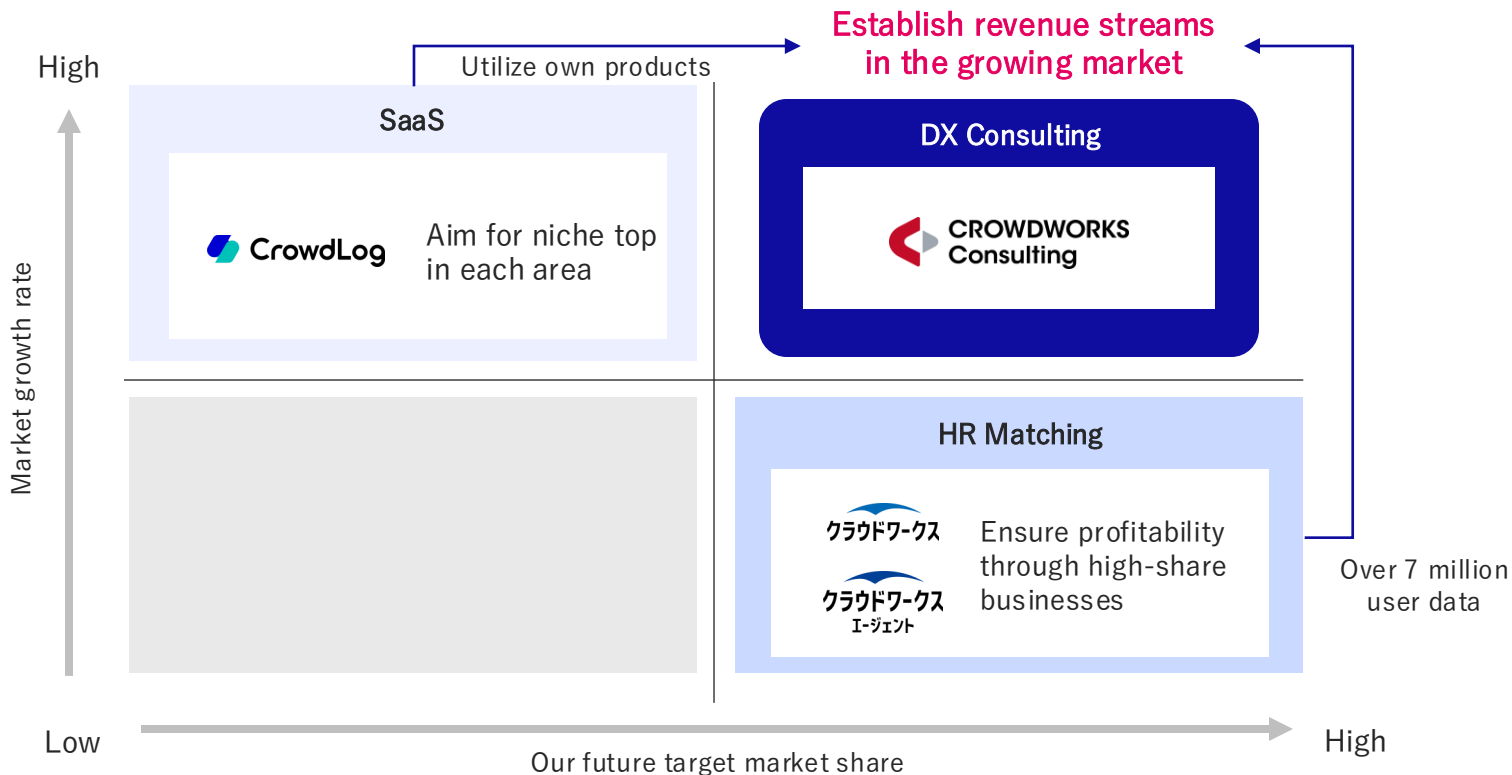 Establish revenue streams
in the growing market
High
Utilize own products
SaaS
CrowdLog
Aim for niche top
in each area
DX Consulting
CROWDWORKS
Consulting
Market growth rate
HR Matching
クラウドワークス
クラウドワークス
エージェント
Ensure profitability
through high-share
businesses
Over 7 million
user data
Low
High
Our future target market share